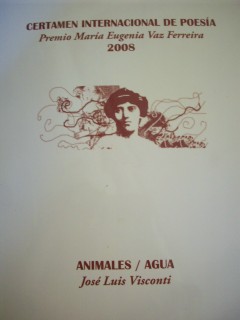 CERTAMEN INTERNACIONAL DE POESÍA
Premio María Eugenia Vaz Ferreira
2008
ANIMALES / AGUA
José Luis Visconti